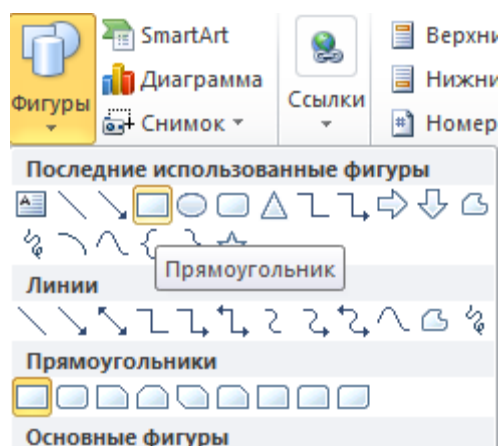 SmartArt
Диаграмма
Снимок
Фигуры
Ссылки
Верхни
Нижни
Номер
Последние использованные фигуры
Прямоугольник
Линии
Прямоугольники
Основные фигуры